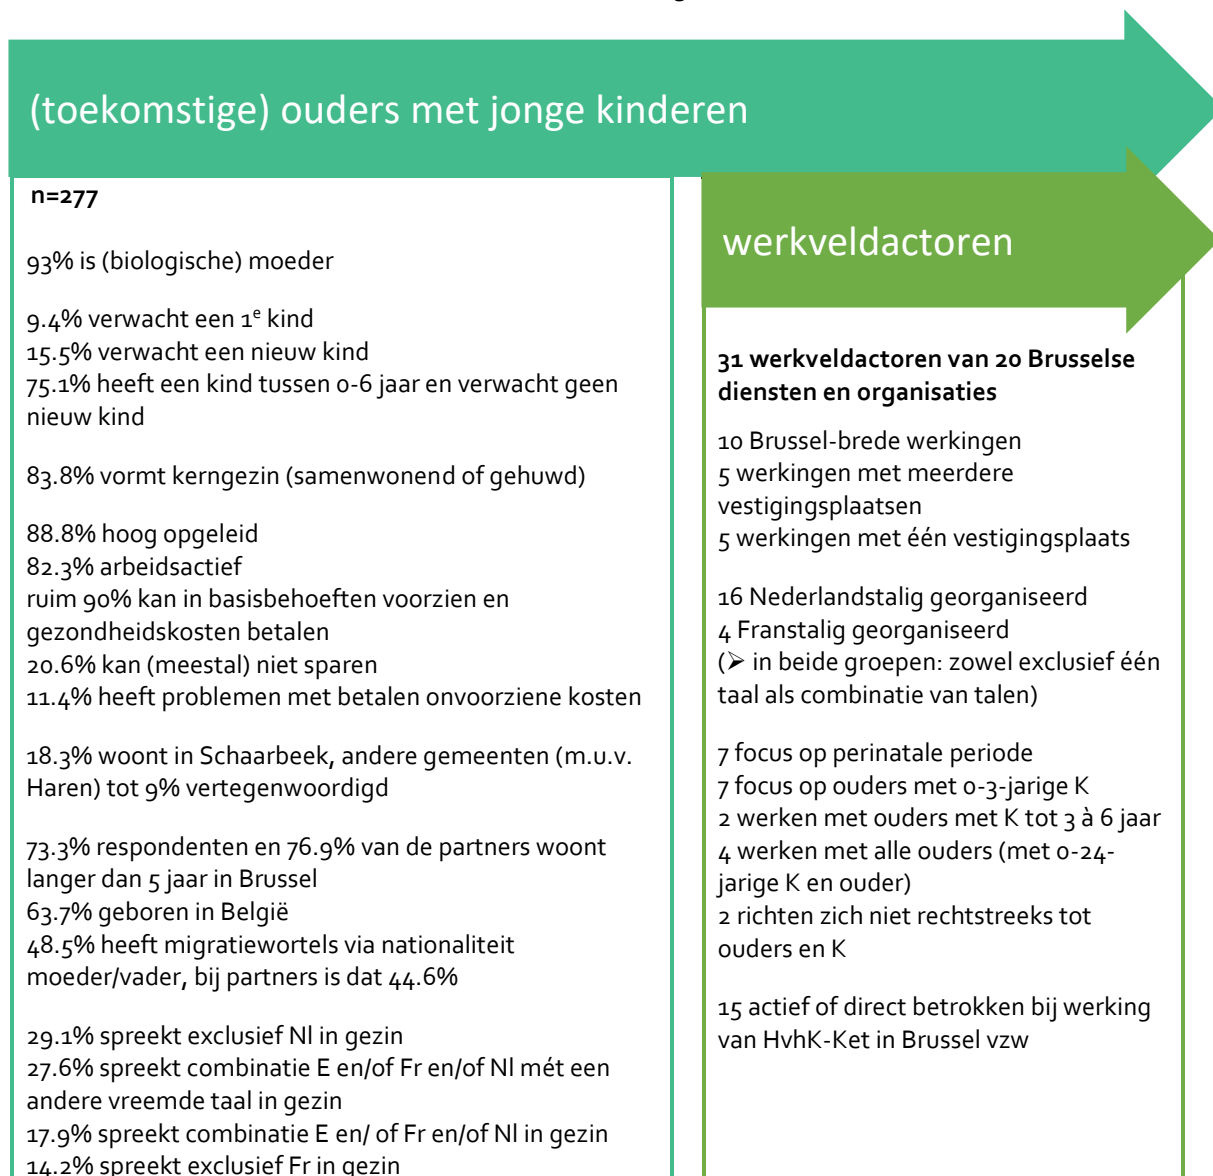 (toekomstige) ouders met jonge kinderen
n=277
93% is (biologische) moeder
9.4% verwacht een 1e kind
15.5% verwacht een nieuw kind
75.1% heeft een kind tussen 0-6 jaar en verwacht geen
nieuw kind
83.8% vormt kerngezin (samenwonend of gehuwd)
88.8% hoog opgeleid
82.3% arbeidsactief
ruim 90% kan in basisbehoeften voorzien en
gezondheidskosten betalen
20.6% kan (meestal) niet sparen
11.4% heeft problemen met betalen onvoorziene kosten
18.3% woont in Schaarbeek, andere gemeenten (m.u.v.
Haren) tot 9% vertegenwoordigd
73.3% respondenten en 76.9% van de partners woont
langer dan 5 jaar in Brussel
63.7% geboren in België
48.5% heeft migratiewortels via nationaliteit
moeder/vader, bij partners is dat 44.6%
29.1% spreekt exclusief Nl in gezin
27.6% spreekt combinatie E en/of Fr en/of Nl mét een
andere vreemde taal in gezin
17.9% spreekt combinatie E en/ of Fr en/of Nl in gezin
14.2% spreekt exclusief Fr in gezin
werkveldactoren
31 werkveldactoren van 20 Brusselse
diensten en organisaties
10 Brussel-brede werkingen
5 werkingen met meerdere
vestigingsplaatsen
5 werkingen met één vestigingsplaats
16 Nederlandstalig georganiseerd
4 Franstalig georganiseerd
(➢ in beide groepen: zowel exclusief één
taal als combinatie van talen)
7 focus op perinatale periode
7 focus op ouders met 0-3-jarige K
2 werken met ouders met K tot 3 à 6 jaar
4 werken met alle ouders (met 0-24-
jarige K en ouder)
2 richten zich niet rechtstreeks tot
ouders en K
15 actief of direct betrokken bij werking
van HvhK-Ket in Brussel vzw